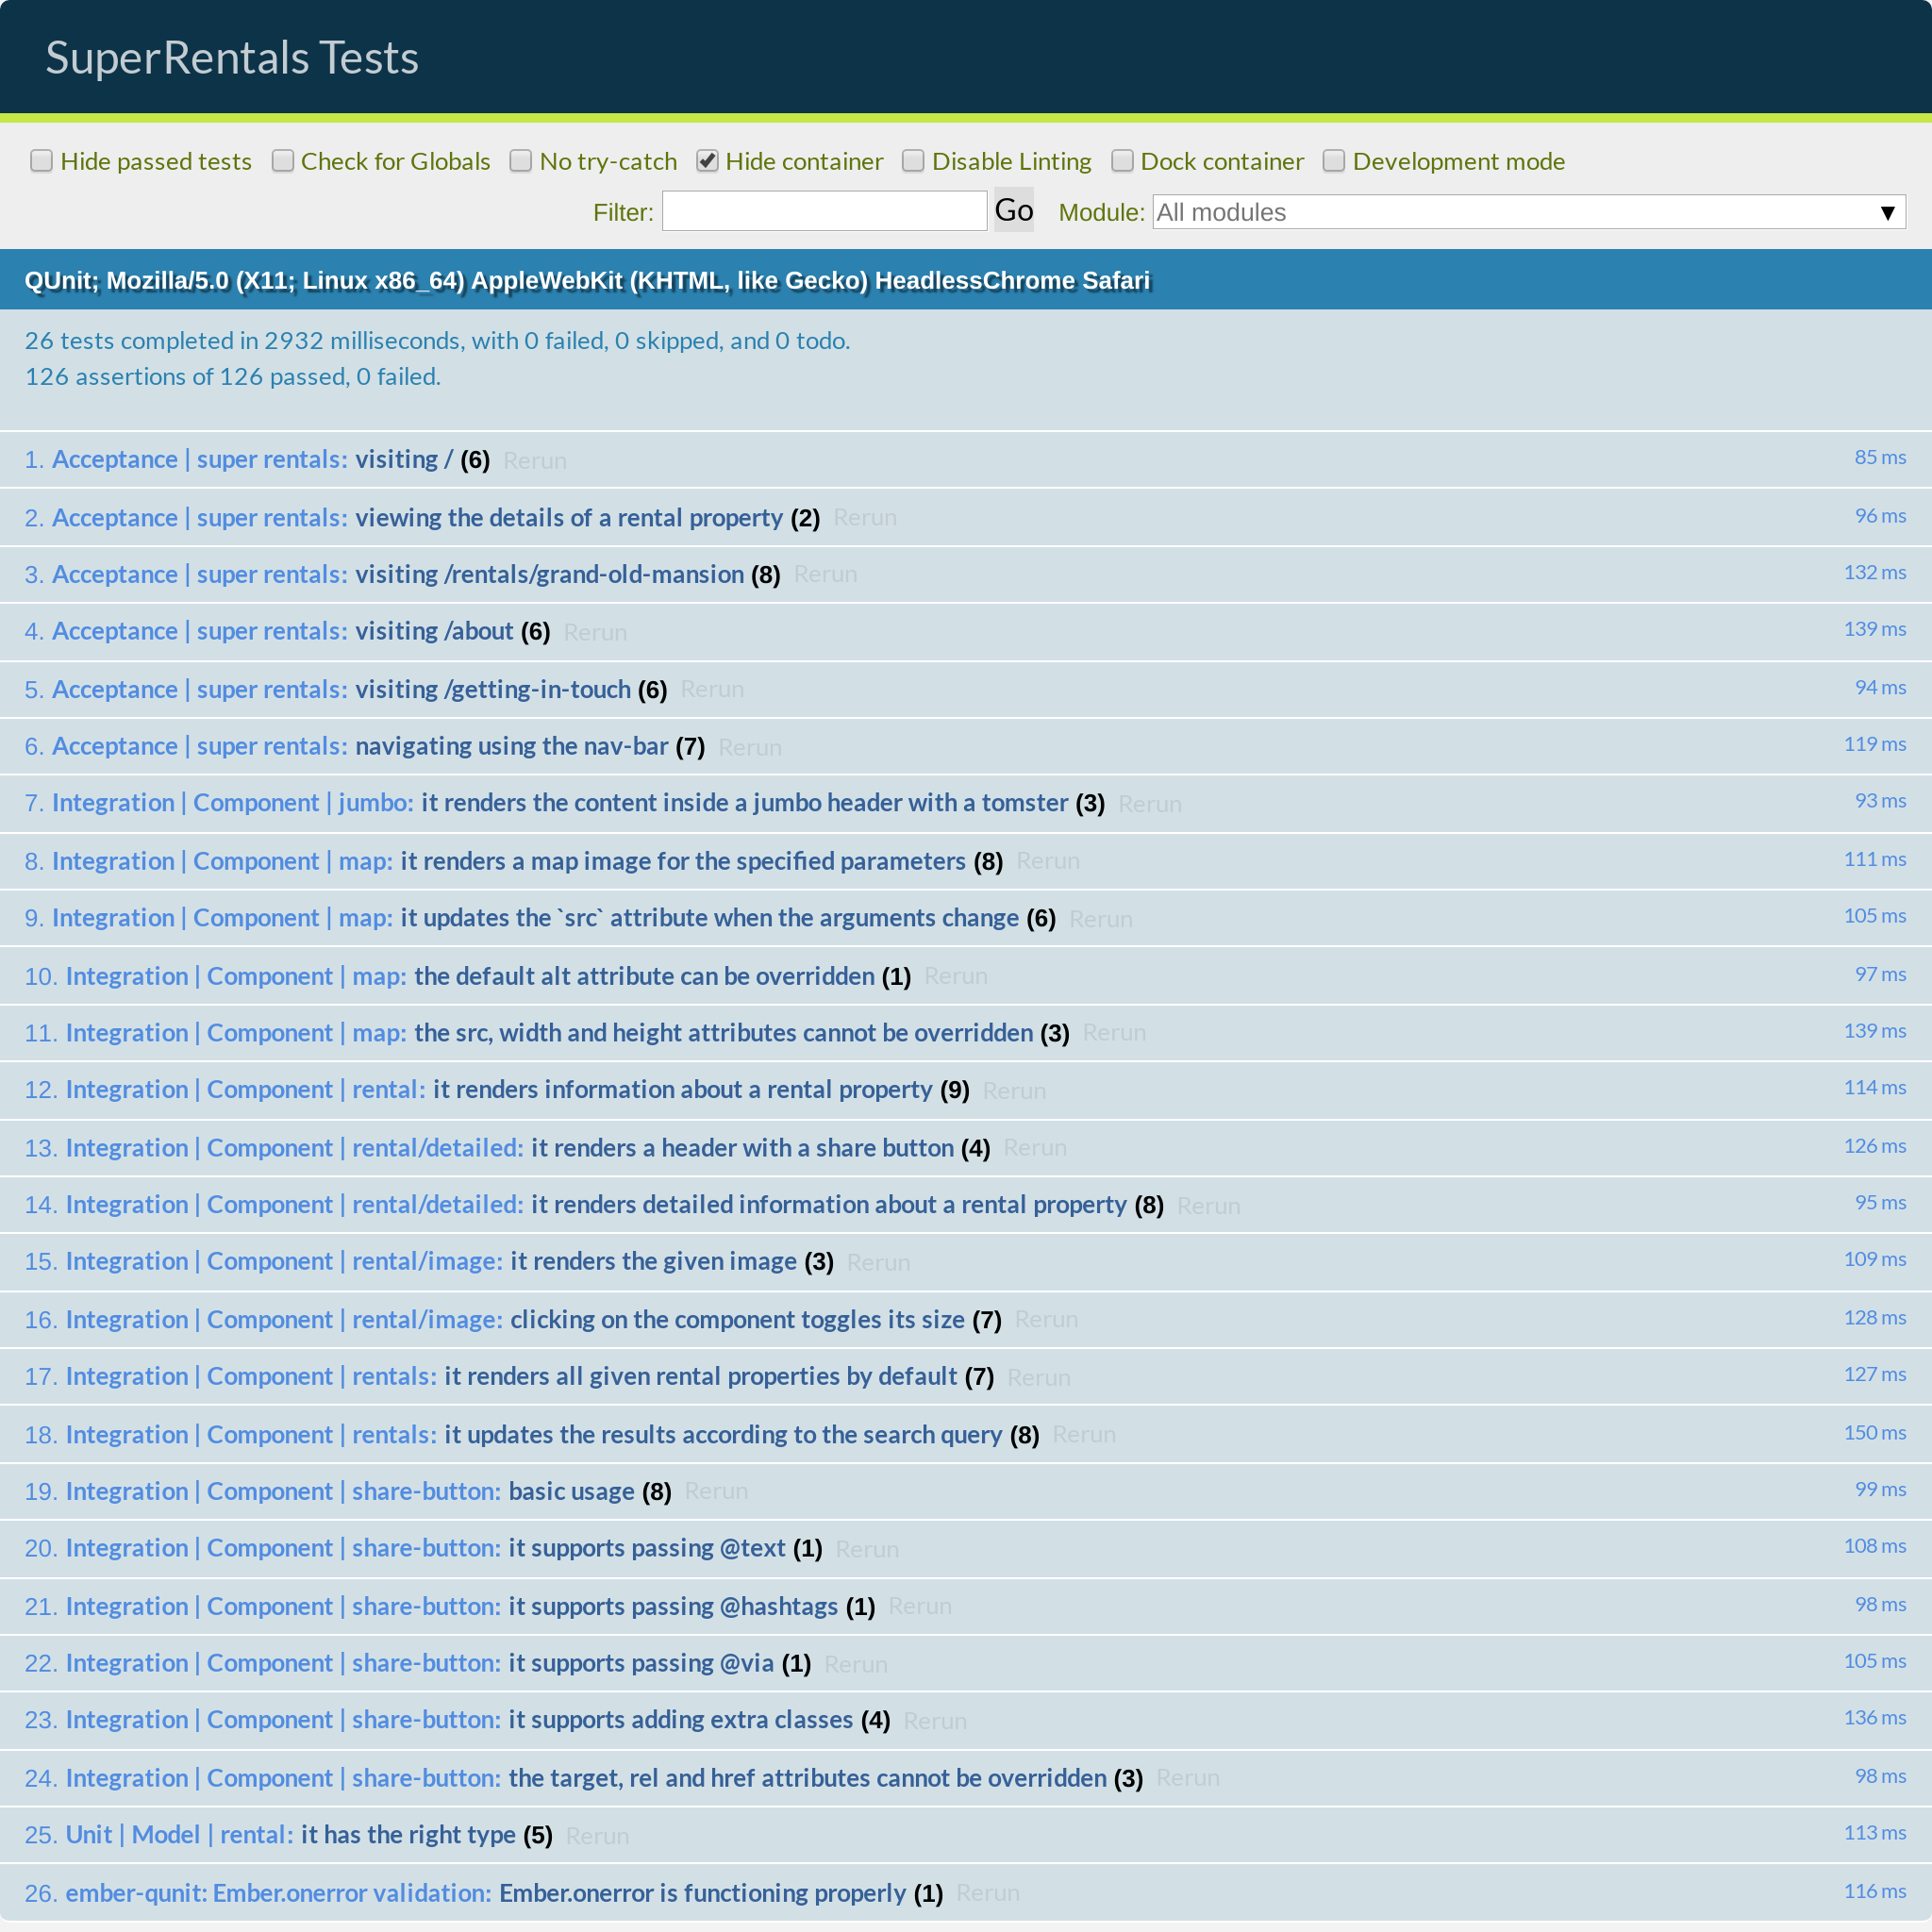 SuperRentals Tests
Hide passed tests Check for Globals No try-catch Hide container Disable Linting Dock container Development mode
Filter: Go Module: All modules ▼
QUnit; Mozilla/5.0 (X11; Linux x86_64) AppleWebKit (KHTML, like Gecko) HeadlessChrome Safari
26 tests completed in 2932 milliseconds, with 0 failed, 0 skipped, and 0 todo.
126 assertions of 126 passed, 0 failed.
1. Acceptance | super rentals: visiting / (6) Rerun 85 ms
2. Acceptance | super rentals: viewing the details of a rental property (2) Rerun 96 ms
3. Acceptance | super rentals: visiting /rentals/grand-old-mansion (8) Rerun 132 ms
4. Acceptance | super rentals: visiting /about (6) Rerun 139 ms
5. Acceptance | super rentals: visiting /getting-in-touch (6) Rerun 94 ms
6. Acceptance | super rentals: navigating using the nav-bar (7) Rerun 119 ms
7. Integration | Component | jumbo: it renders the content inside a jumbo header with a tomster (3) Rerun 93 ms
8. Integration | Component | map: it renders a map image for the specified parameters (8) Rerun 111 ms
9. Integration | Component | map: it updates the `src` attribute when the arguments change (6) Rerun 105 ms
10. Integration | Component | map: the default alt attribute can be overridden (1) Rerun 97 ms
11. Integration | Component | map: the src, width and height attributes cannot be overridden (3) Rerun 139 ms
12. Integration | Component | rental: it renders information about a rental property (9) Rerun 114 ms
13. Integration | Component | rental/detailed: it renders a header with a share button (4) Rerun 126 ms
14. Integration | Component | rental/detailed: it renders detailed information about a rental property (8) Rerun 95 ms
15. Integration | Component | rental/image: it renders the given image (3) Rerun 109 ms
16. Integration | Component | rental/image: clicking on the component toggles its size (7) Rerun 128 ms
17. Integration | Component | rentals: it renders all given rental properties by default (7) Rerun 127 ms
18. Integration | Component | rentals: it updates the results according to the search query (8) Rerun 150 ms
19. Integration | Component | share-button: basic usage (8) Rerun 99 ms
20. Integration | Component | share-button: it supports passing @text (1) Rerun 108 ms
21. Integration | Component | share-button: it supports passing @hashtags (1) Rerun 98 ms
22. Integration | Component | share-button: it supports passing @via (1) Rerun 105 ms
23. Integration | Component | share-button: it supports adding extra classes (4) Rerun 136 ms
24. Integration | Component | share-button: the target, rel and href attributes cannot be overridden (3) Rerun 98 ms
25. Unit | Model | rental: it has the right type (5) Rerun 113 ms
26. ember-qunit: Ember.onerror validation: Ember.onerror is functioning properly (1) Rerun 116 ms